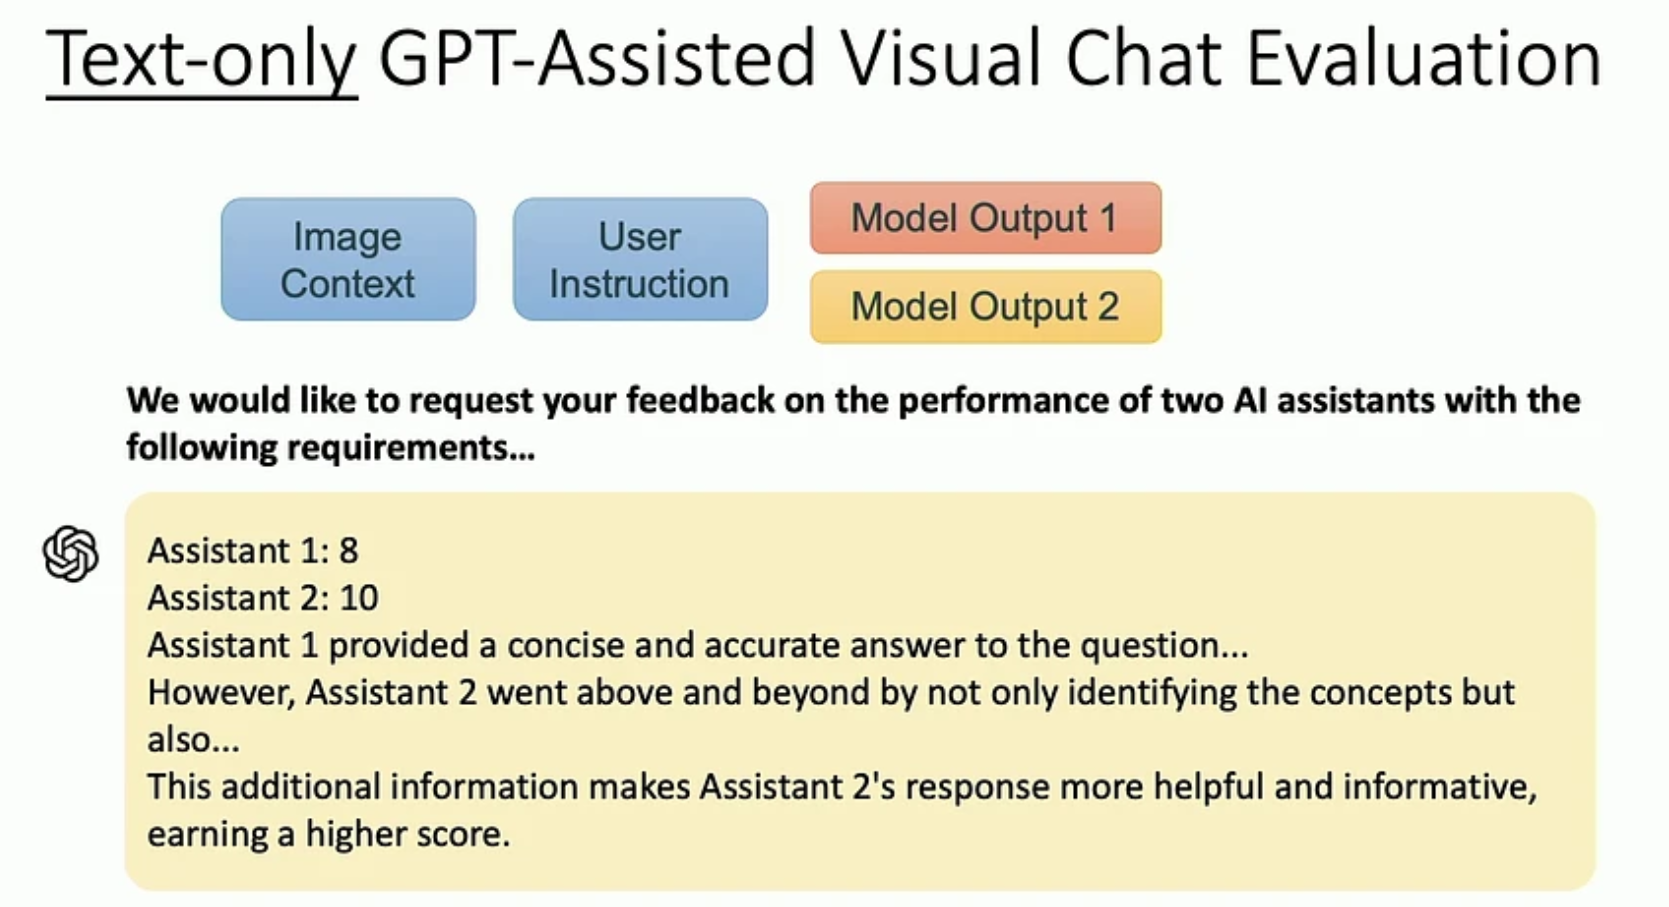 Text-only GPT-Assisted Visual Chat Evaluation
Image
Context
User
Instruction
Model Output 1
Model Output 2
We would like to request your feedback on the performance of two AI assistants with the
following requirements...
Assistant 1: 8
Assistant 2: 10
Assistant 1 provided a concise and accurate answer to the question...
However, Assistant 2 went above and beyond by not only identifying the concepts but
also...
This additional information makes Assistant 2's response more helpful and informative,
earning a higher score.